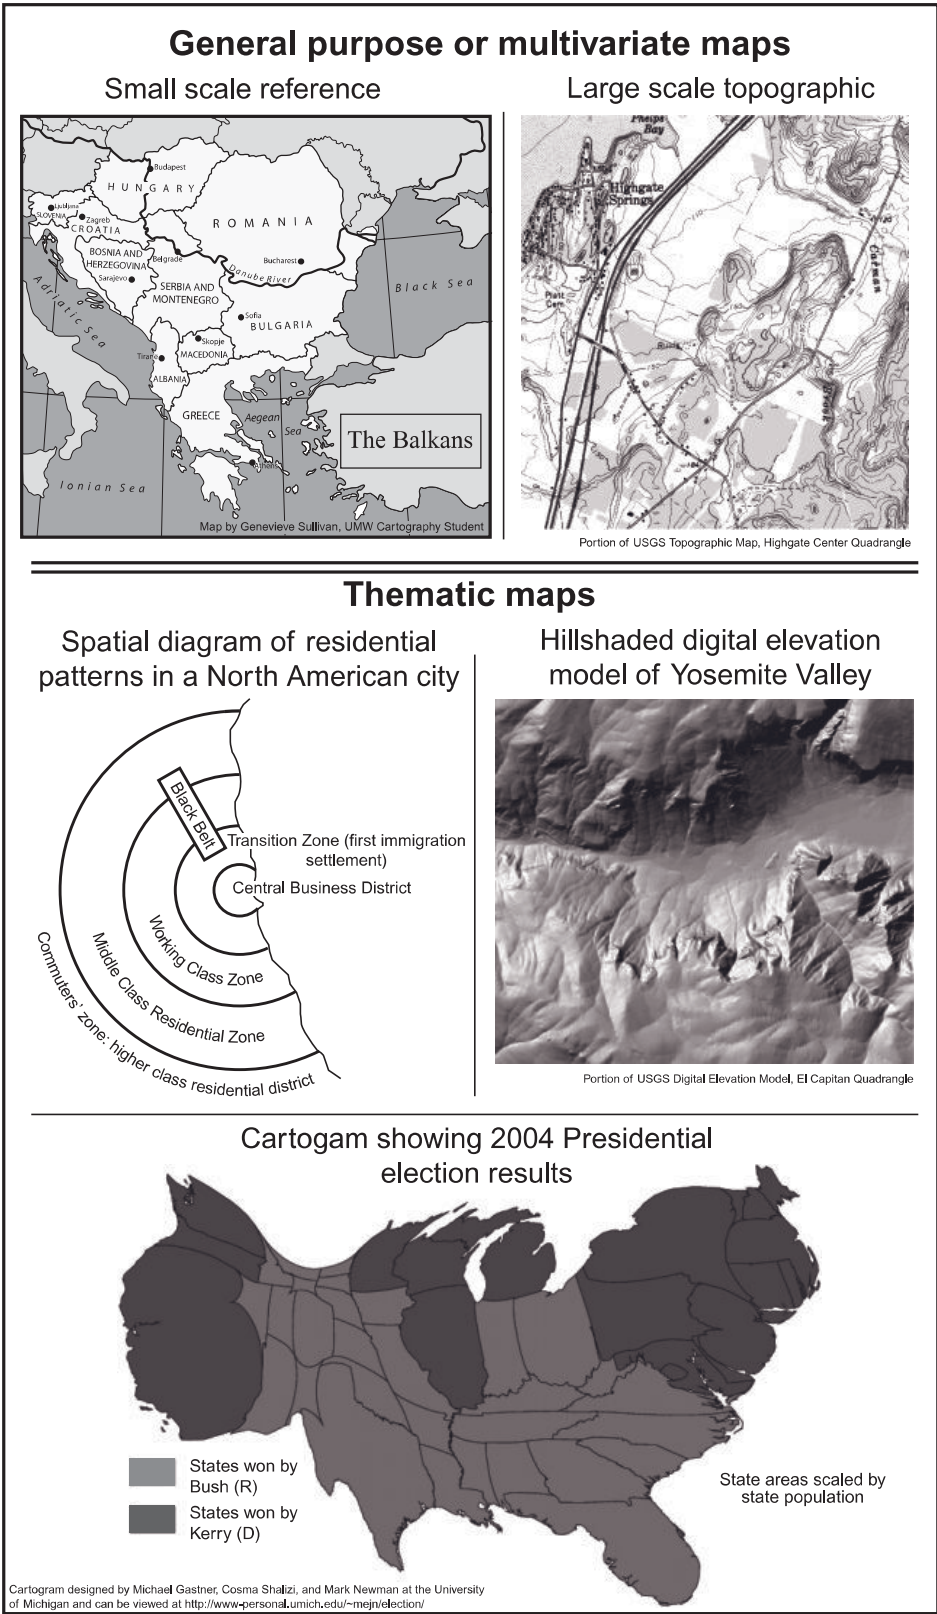 General purpose or multivariate maps
Small scale reference
Large scale topographic
Budapest
HUNGARY
Ljubljana
SLOVENIA
Zagreb
CROATIA
ROMANIA
BOSNIA AND
HERZEGOVINA
Sarajevo
Belgrade
Bucharest
Danube River
SERBIA AND
MONTENEGRO
Black Sea
Adriatic Sea
Sofia
BULGARIA
Skopje
MACEDONIA
Tirane
ALBANIA
GREECE
Aegean
Sea
Athens
Ionian Sea
The Balkans
Map by Genevieve Sullivan, UMW Cartography Student
Phelps
Bay
Highgate
Springs
Platt
Cem
Carman
Brook
Portion of USGS Topographic Map, Highgate Center Quadrangle
Thematic maps
Spatial diagram of residential
patterns in a North American city
Black Belt
Transition Zone (first immigration
settlement)
Central Business District
Working Class Zone
Middle Class Residential Zone
Commuters' zone: higher class residential district
Hillshaded digital elevation
model of Yosemite Valley
Portion of USGS Digital Elevation Model, El Capitan Quadrangle
Cartogam showing 2004 Presidential
election results
States won by
Bush (R)
States won by
Kerry (D)
State areas scaled by
state population
Cartogram designed by Michael Gastner, Cosma Shalizi, and Mark Newman at the University
of Michigan and can be viewed at http://www-personal.umich.edu/~mejn/election/